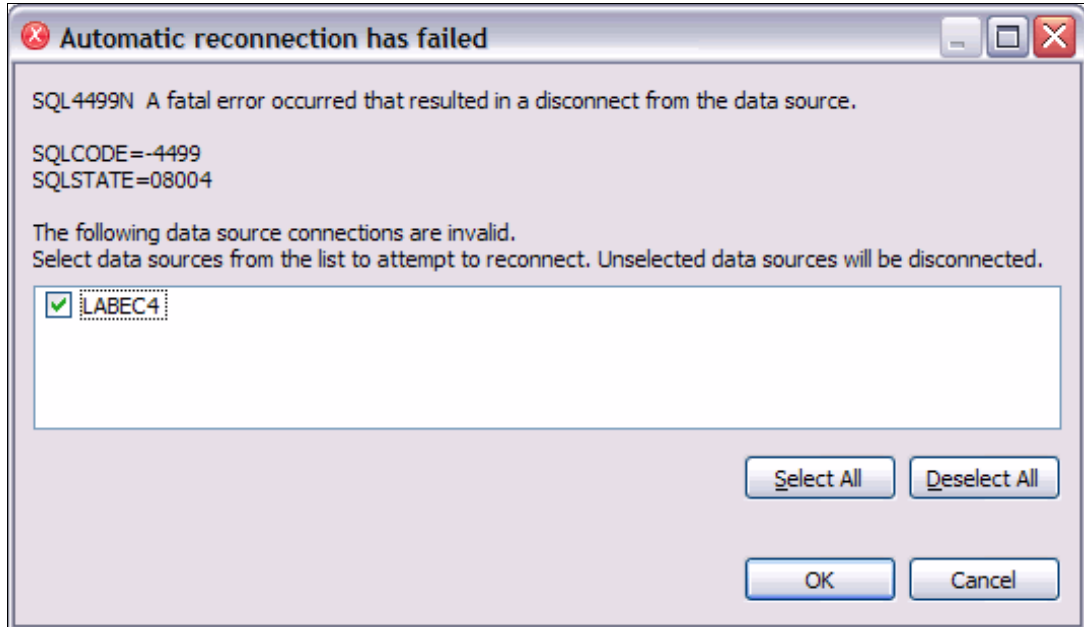 Automatic reconnection has failed
SQL4499N  A fatal error occurred that resulted in a disconnect from the data source.
SQLCODE=-4499
SQLSTATE=08004
The following data source connections are invalid.
Select data sources from the list to attempt to reconnect. Unselected data sources will be disconnected.
LABEC4
Select All
Deselect All
OK
Cancel